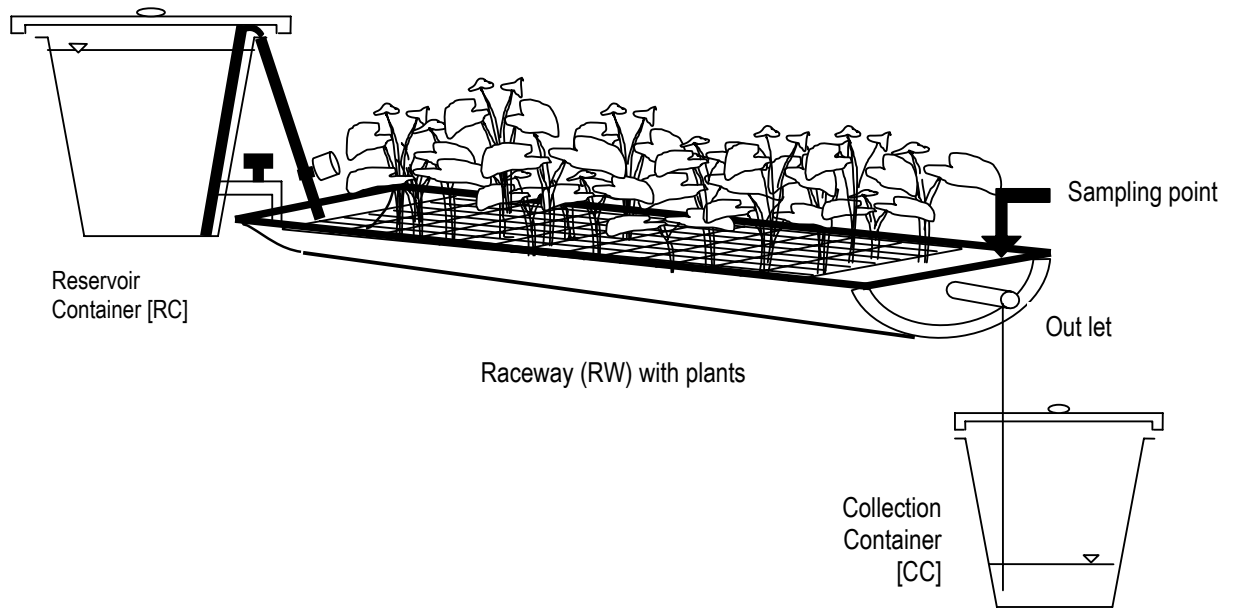 Sampling point
Reservoir
Container [RC]
Out let
Raceway (RW) with plants
Collection
Container
[CC]